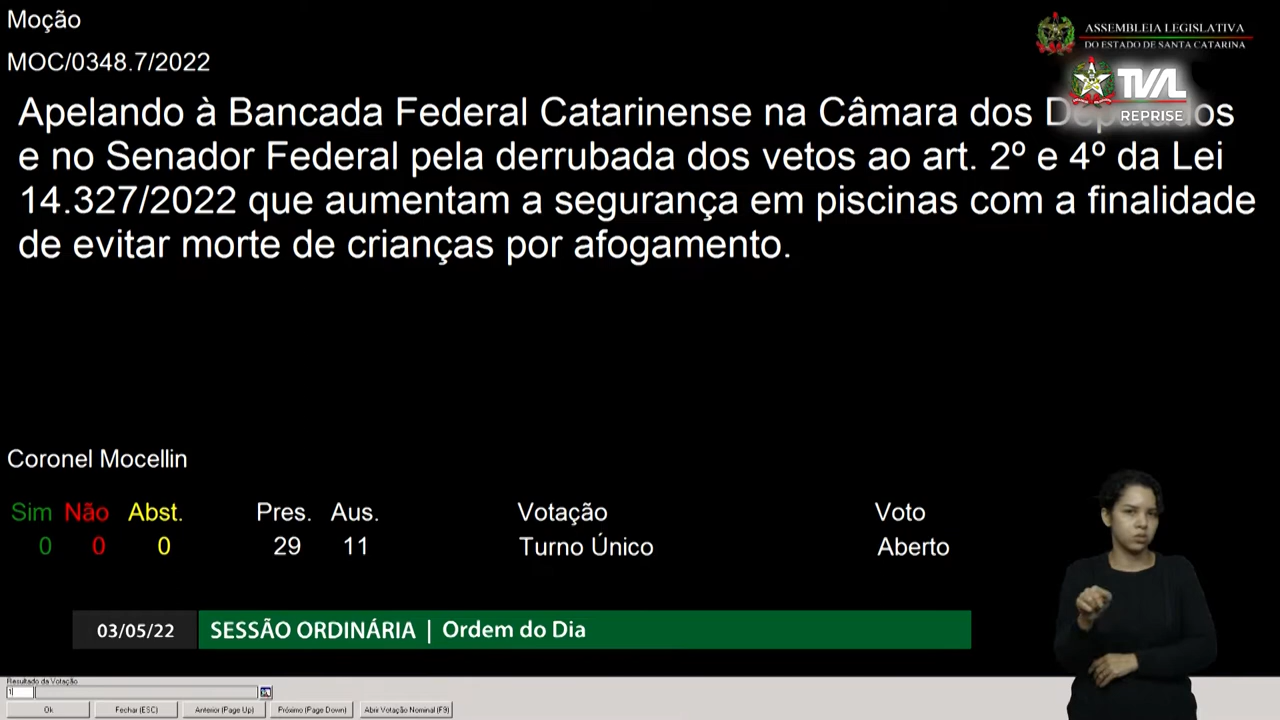 Moção
ASSEMBLEIA LEGISLATIVA
DO ESTADO DE SANTA CATARINA
MOC/0348.7/2022
TVAL
REPRISE
Apelando à Bancada Federal Catarinense na Câmara dos Deputados
e no Senador Federal pela derrubada dos vetos ao art. 2º e 4º da Lei
14.327/2022 que aumentam a segurança em piscinas com a finalidade
de evitar morte de crianças por afogamento.
Coronel Mocellin
Sim Não Abst. Pres. Aus. Votação Voto
0 0 0 29 11 Turno Único Aberto
03/05/22 SESSÃO ORDINÁRIA | Ordem do Dia
Resultado da Votação
1
Ok Fechar (ESC) Anterior (Page Up) Próximo (Page Down) Abrir Votação Nominal (F9)